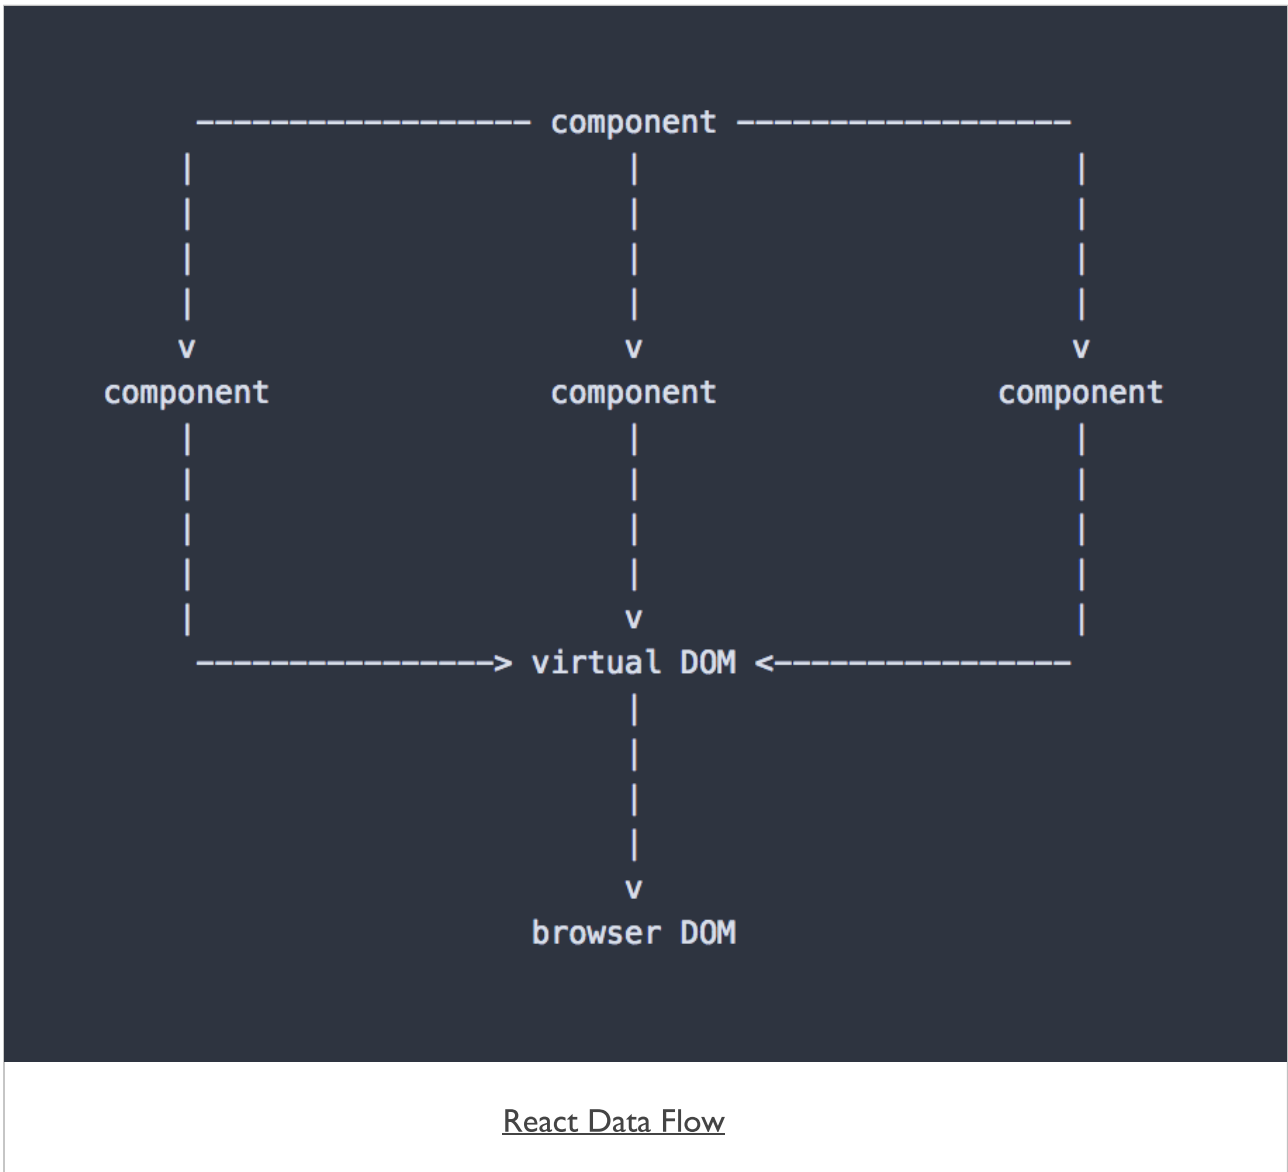 ------------------ component ------------------
| | |
| | |
| | |
| | |
v v v
component component component
| | |
| | |
| | |
| | |
| v |
----------------> virtual DOM <----------------
|
|
|
|
v
browser DOM
React Data Flow